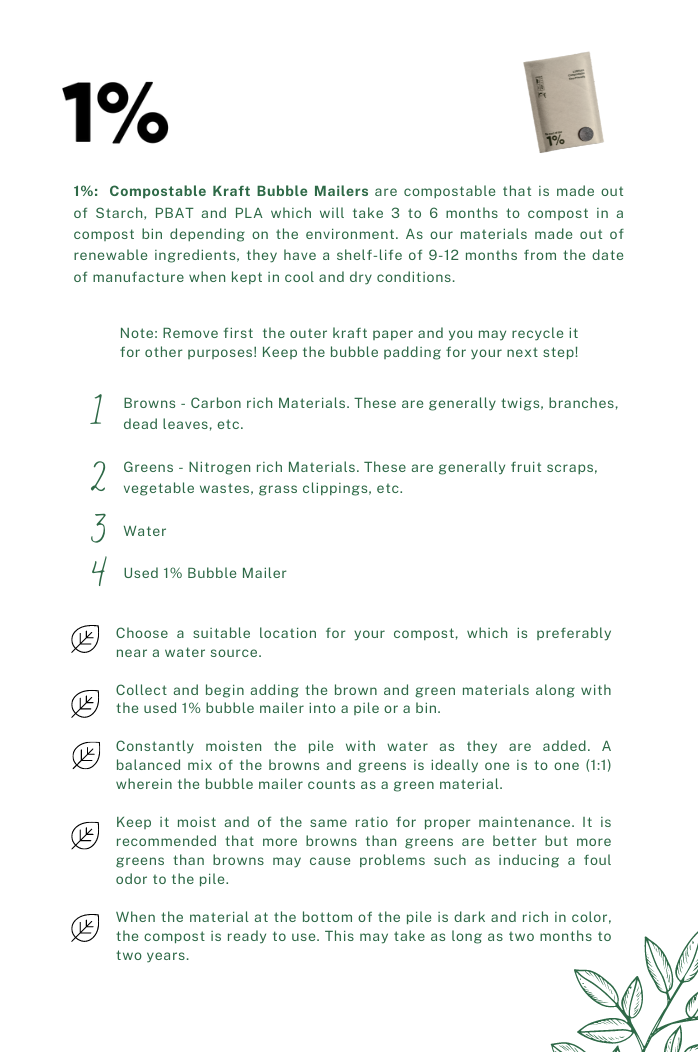 1%
1%
1%: Compostable Kraft Bubble Mailers are compostable that is made out
of Starch, PBAT and PLA which will take 3 to 6 months to compost in a
compost bin depending on the environment. As our materials made out of
renewable ingredients, they have a shelf-life of 9-12 months from the date
of manufacture when kept in cool and dry conditions.
Note: Remove first the outer kraft paper and you may recycle it
for other purposes! Keep the bubble padding for your next step!
1 Browns - Carbon rich Materials. These are generally twigs, branches,
dead leaves, etc.
2 Greens - Nitrogen rich Materials. These are generally fruit scraps,
vegetable wastes, grass clippings, etc.
3 Water
4 Used 1% Bubble Mailer
Choose a suitable location for your compost, which is preferably
near a water source.
Collect and begin adding the brown and green materials along with
the used 1% bubble mailer into a pile or a bin.
Constantly moisten the pile with water as they are added. A
balanced mix of the browns and greens is ideally one is to one (1:1)
wherein the bubble mailer counts as a green material.
Keep it moist and of the same ratio for proper maintenance. It is
recommended that more browns than greens are better but more
greens than browns may cause problems such as inducing a foul
odor to the pile.
When the material at the bottom of the pile is dark and rich in color,
the compost is ready to use. This may take as long as two months to
two years.